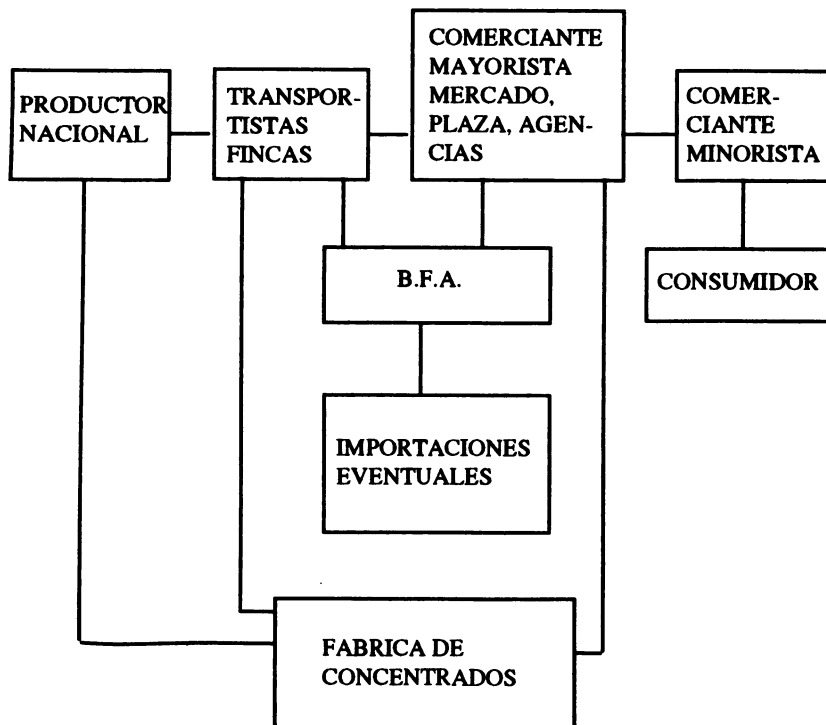 PRODUCTOR
NACIONAL
TRANSPOR-
TISTAS
FINCAS
COMERCIANTE
MAYORISTA
MERCADO,
PLAZA, AGEN-
CIAS
COMER-
CIANTE
MINORISTA
B.F.A.
CONSUMIDOR
IMPORTACIONES
EVENTUALES
FABRICA DE
CONCENTRADOS